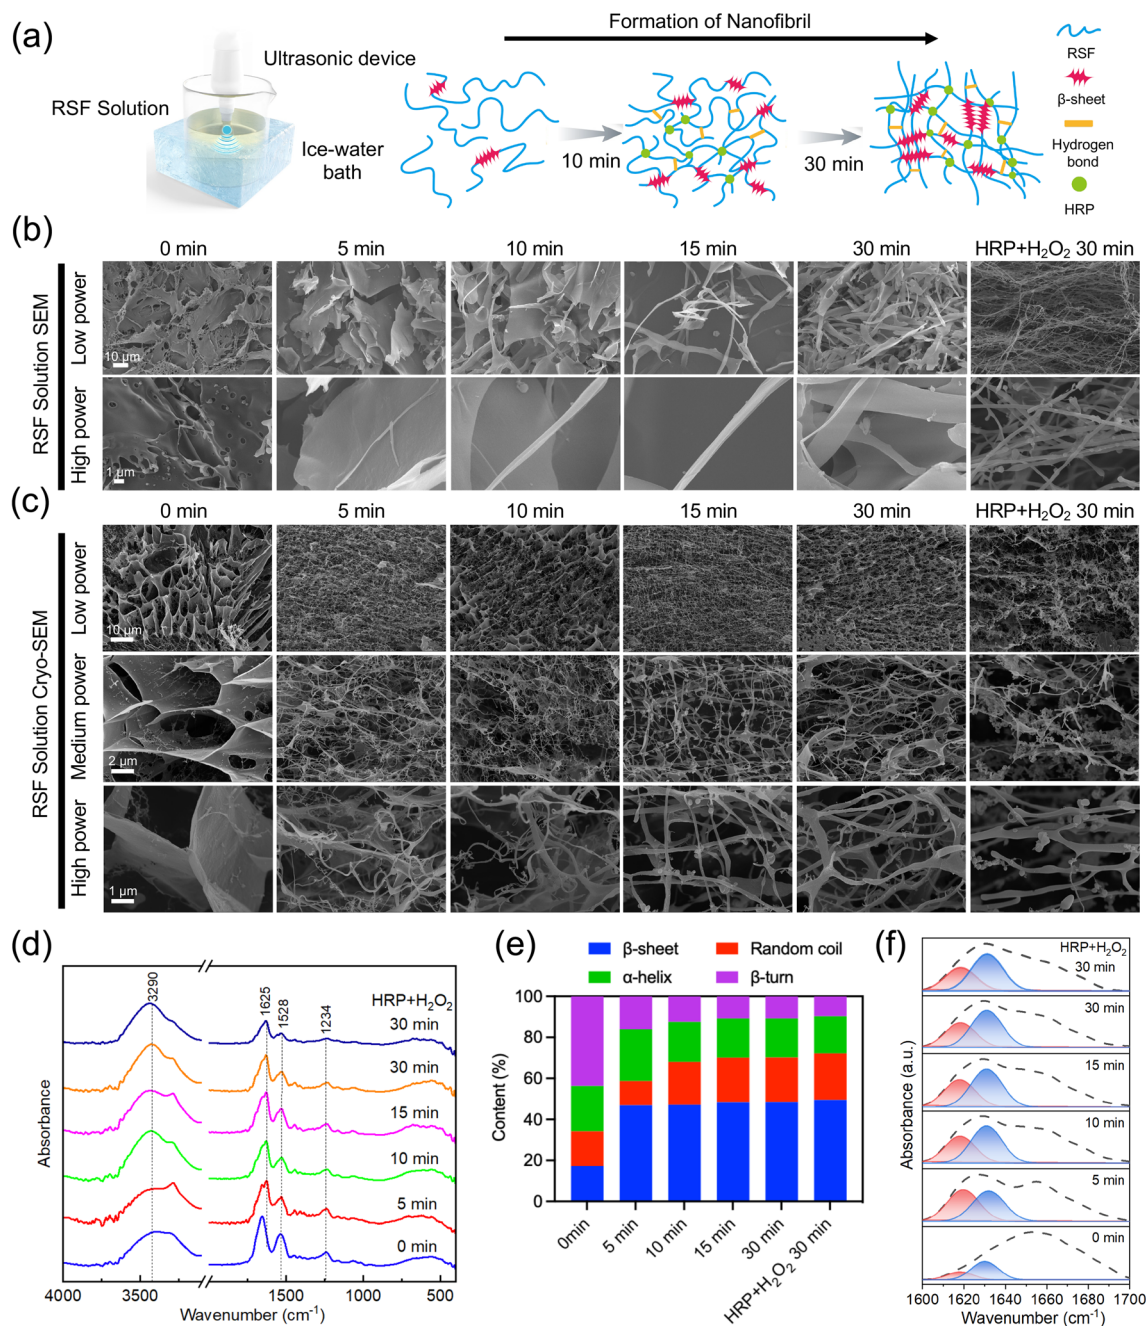 (a)
Formation of Nanofibril
Ultrasonic device
RSF Solution
Ice-water
bath
10 min
30 min
RSF
β-sheet
Hydrogen
bond
HRP
(b)
0 min
5 min
10 min
15 min
30 min
HRP+H₂O₂ 30 min
RSF Solution SEM
Low power
10 μm
High power
1 μm
(c)
0 min
5 min
10 min
15 min
30 min
HRP+H₂O₂ 30 min
RSF Solution Cryo-SEM
Low power
10 μm
Medium power
2 μm
High power
1 μm
(d)
3290
1625
1528
1234
HRP+H₂O₂
30 min
30 min
15 min
10 min
5 min
0 min
Absorbance
4000
3500
1500
1000
500
Wavenumber (cm⁻¹)
(e)
β-sheet
Random coil
α-helix
β-turn
Content (%)
100
80
60
40
20
0
0min
5 min
10 min
15 min
30 min
HRP+H₂O₂ 30 min
(f)
HRP+H₂O₂
30 min
30 min
15 min
10 min
5 min
0 min
Absorbance (a.u.)
1600
1620
1640
1660
1680
1700
Wavenumber (cm⁻¹)